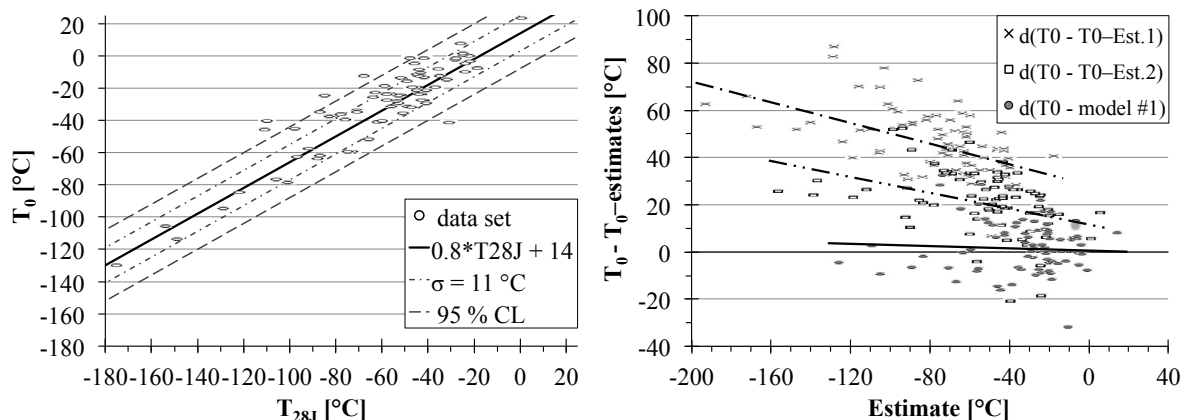 20
0
-20
-40
-60
-80
-100
-120
-140
-160
-180
T0 [°C]
data set
0.8*T28J + 14
σ = 11 °C
95 % CL
-180 -160 -140 -120 -100 -80 -60 -40 -20 0 20
T28J [°C]
100
80
60
40
20
0
-20
-40
T0 - T0–estimates [°C]
d(T0 - T0–Est.1)
d(T0 - T0–Est.2)
d(T0 - model #1)
-200 -160 -120 -80 -40 0 40
Estimate [°C]